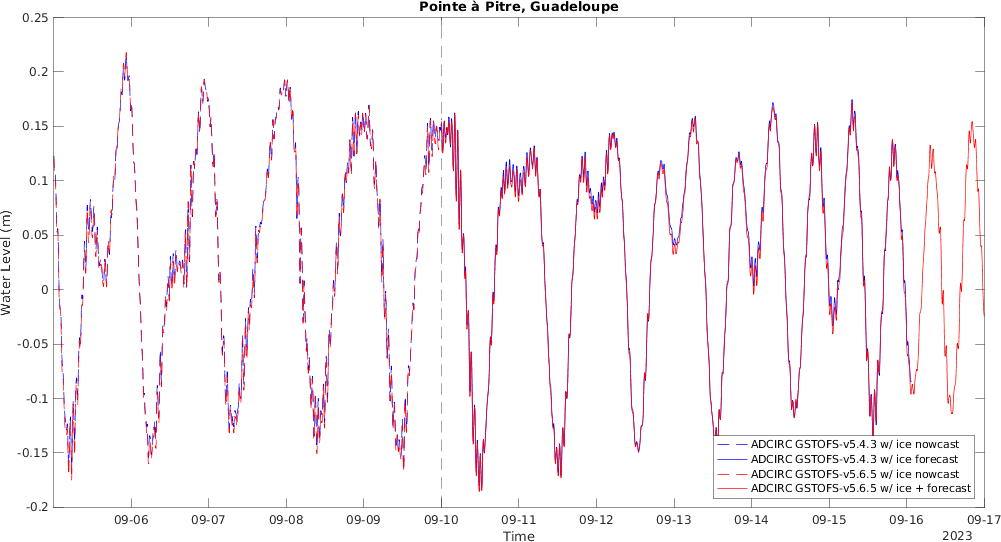 Pointe à Pitre, Guadeloupe
0.25
0.2
0.15
0.1
0.05
0
-0.05
-0.1
-0.15
-0.2
Water Level (m)
ADCIRC GSTOFS-v5.4.3 w/ ice nowcast
ADCIRC GSTOFS-v5.4.3 w/ ice forecast
ADCIRC GSTOFS-v5.6.5 w/ ice nowcast
ADCIRC GSTOFS-v5.6.5 w/ ice + forecast
09-06 09-07 09-08 09-09 09-10 09-11 09-12 09-13 09-14 09-15 09-16 09-17
Time
2023